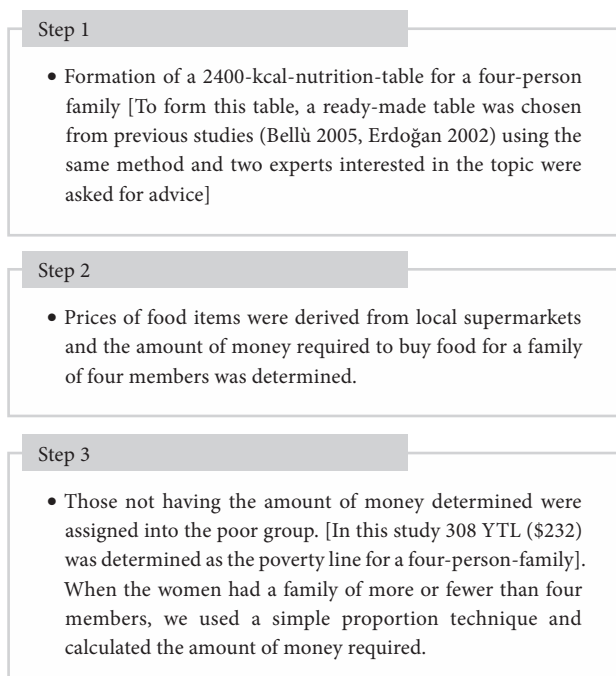 Step 1
• Formation of a 2400-kcal-nutrition-table for a four-person
family [To form this table, a ready-made table was chosen
from previous studies (Bellù 2005, Erdoğan 2002) using the
same method and two experts interested in the topic were
asked for advice]
Step 2
• Prices of food items were derived from local supermarkets
and the amount of money required to buy food for a family
of four members was determined.
Step 3
• Those not having the amount of money determined were
assigned into the poor group. [In this study 308 YTL ($232)
was determined as the poverty line for a four-person-family].
When the women had a family of more or fewer than four
members, we used a simple proportion technique and
calculated the amount of money required.